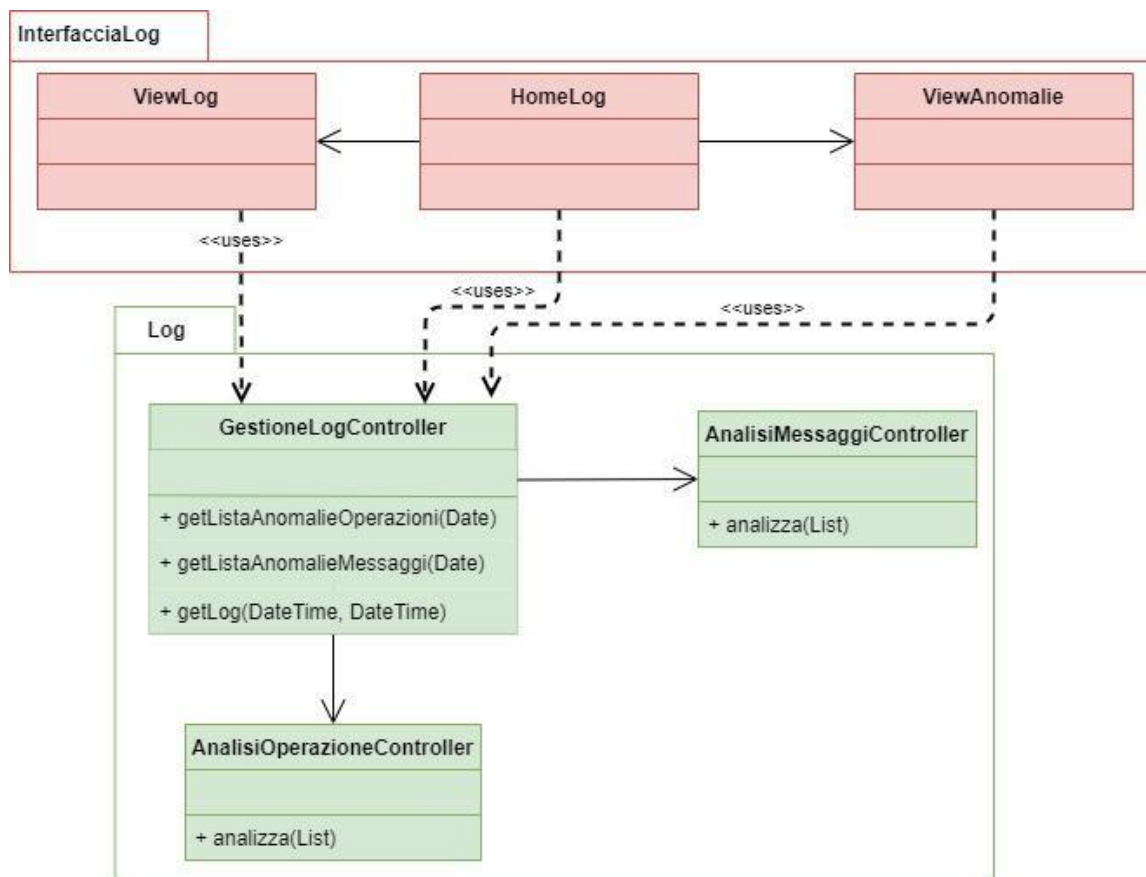 InterfacciaLog
ViewLog
HomeLog
ViewAnomalie
<<uses>>
<<uses>>
<<uses>>
Log
GestioneLogController
+ getListaAnomalieOperazioni(Date)
+ getListaAnomalieMessaggi(Date)
+ getLog(DateTime, DateTime)
AnalisiMessaggiController
+ analizza(List)
AnalisiOperazioneController
+ analizza(List)